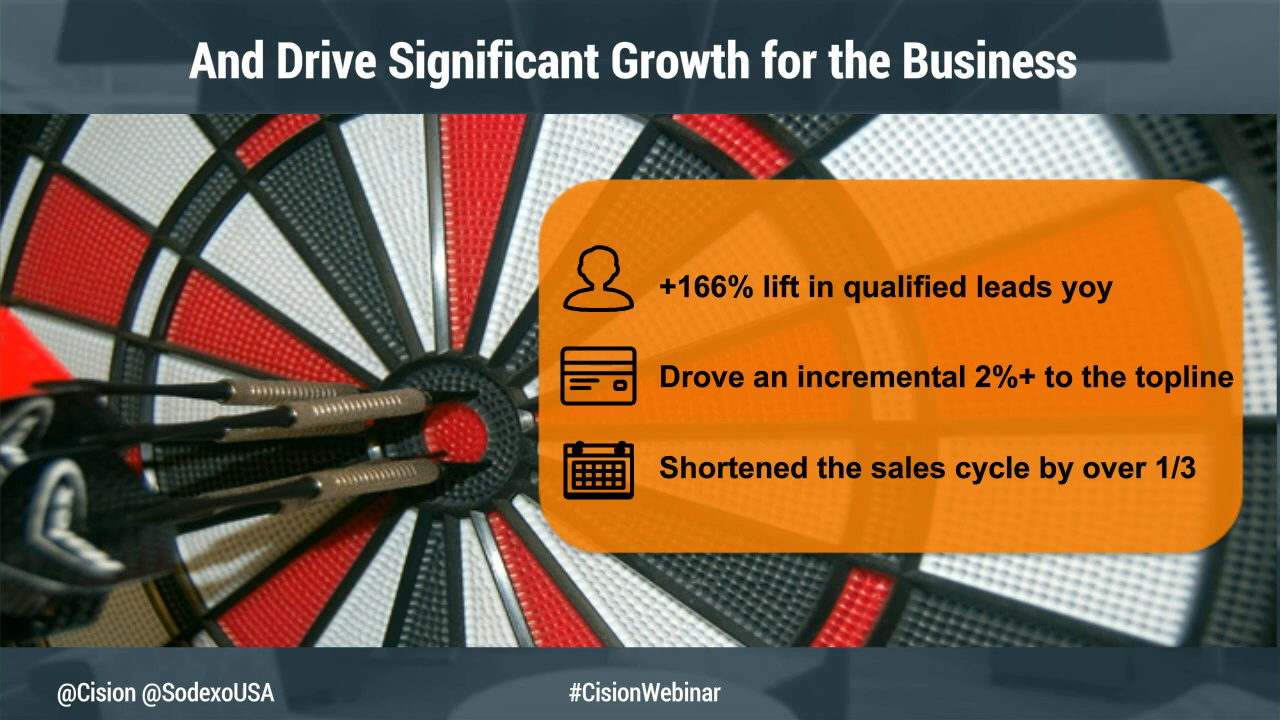 And Drive Significant Growth for the Business
+166% lift in qualified leads yoy
Drove an incremental 2%+ to the topline
Shortened the sales cycle by over 1/3
@Cision @SodexoUSA
#CisionWebinar